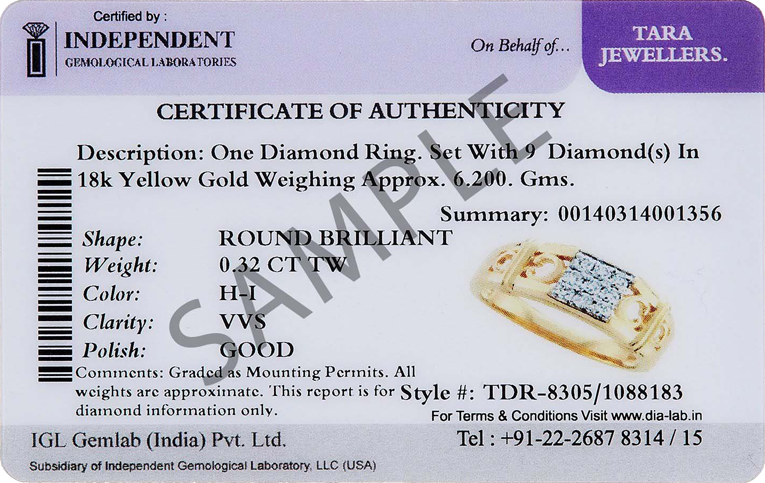 Certified by :
INDEPENDENT
GEMOLOGICAL LABORATORIES
On Behalf of...
TARA
JEWELLERS.
CERTIFICATE OF AUTHENTICITY
Description: One Diamond Ring. Set With 9 Diamond(s) In
18k Yellow Gold Weighing Approx. 6.200. Gms.
Summary: 00140314001356
Shape: ROUND BRILLIANT
Weight: 0.32 CT TW
Color: H-I
Clarity: VVS
Polish: GOOD
Comments: Graded as Mounting Permits. All
weights are approximate. This report is for
diamond information only.
Style #: TDR-8305/1088183
For Terms & Conditions Visit www.dia-lab.in
IGL Gemlab (India) Pvt. Ltd.
Tel : +91-22-2687 8314 / 15
Subsidiary of Independent Gemological Laboratory, LLC (USA)
SAMPLE